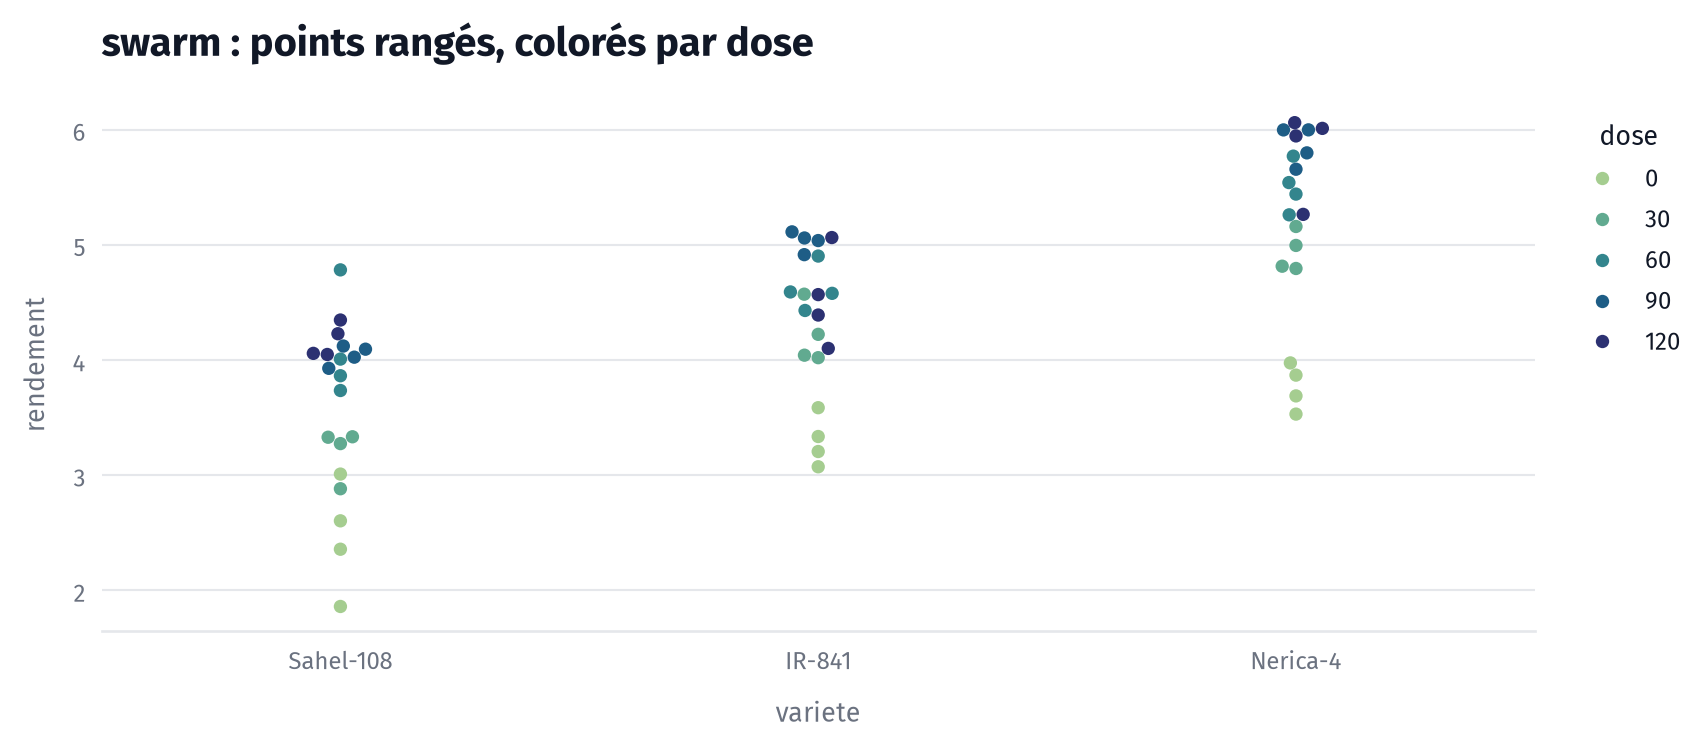 swarm : points rangés, colorés par dose
6
5
4
3
2
rendement
Sahel-108
IR-841
Nerica-4
variete
dose
0
30
60
90
120